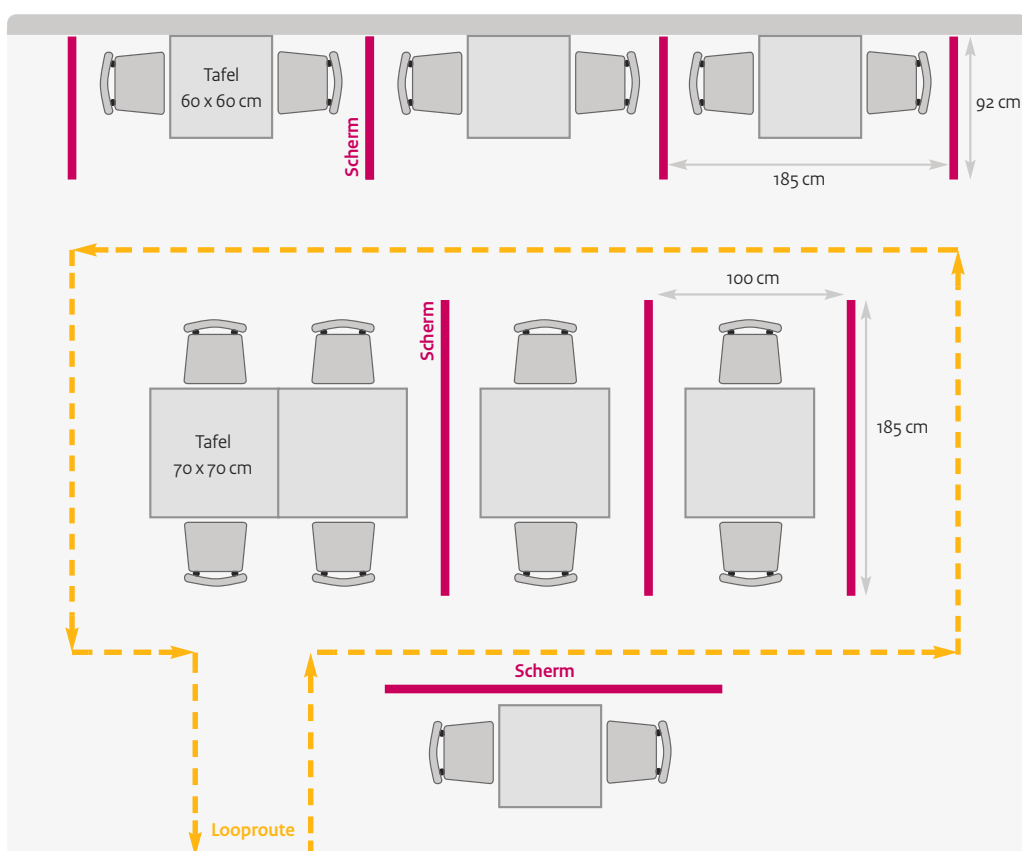 Tafel
60 x 60 cm
Scherm
92 cm
185 cm
100 cm
Scherm
Tafel
70 x 70 cm
185 cm
Scherm
Looproute